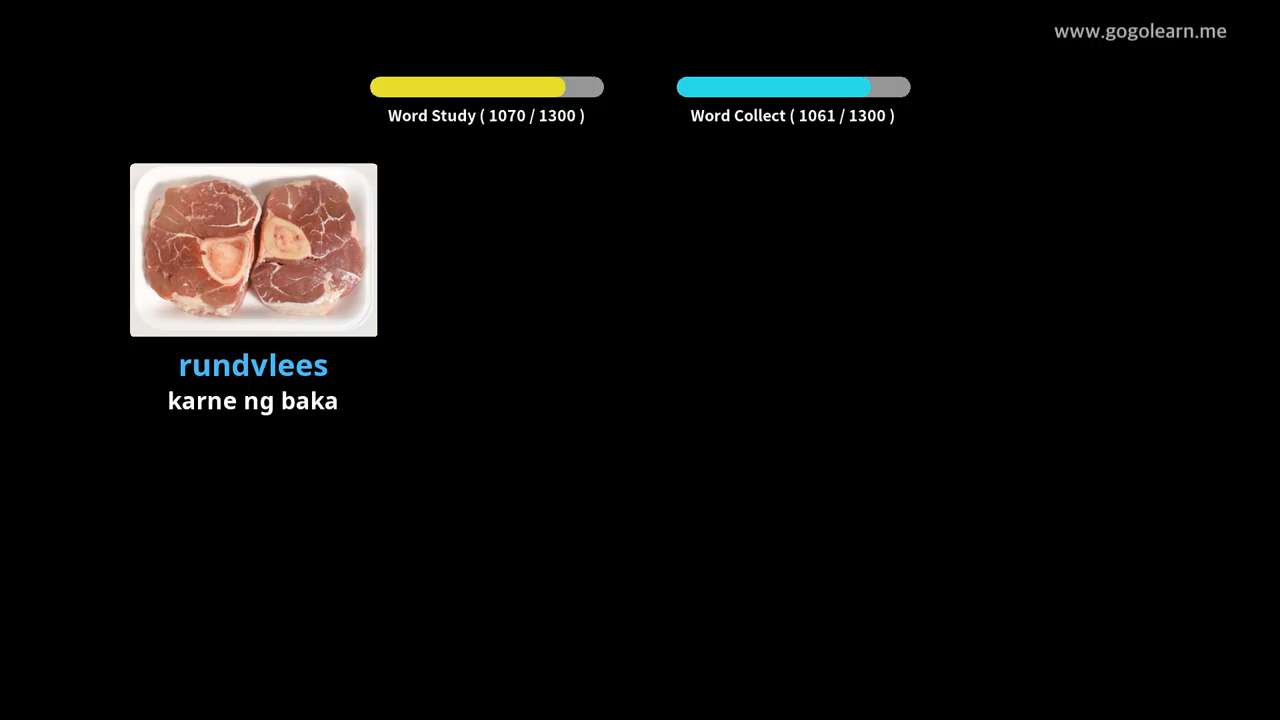 www.gogolearn.me
Word Study ( 1070 / 1300 )
Word Collect ( 1061 / 1300 )
rundvlees
karne ng baka